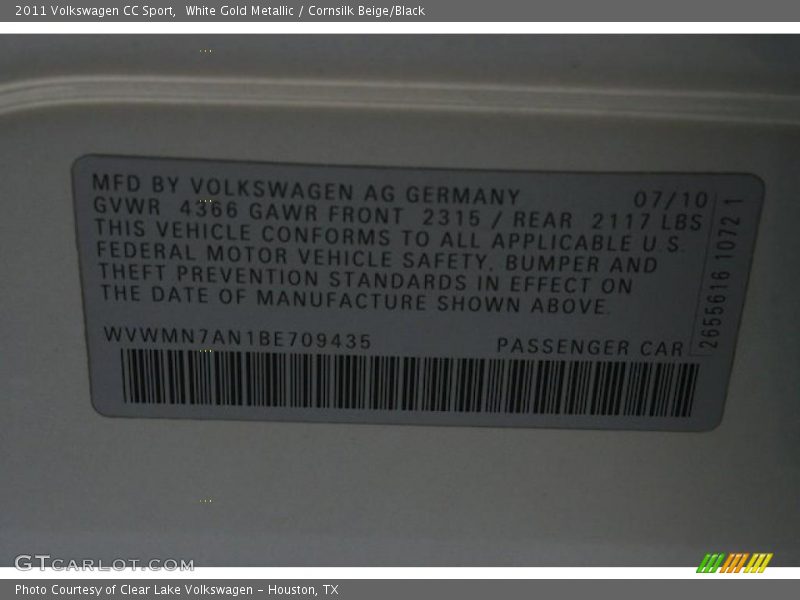 2011 Volkswagen CC Sport,  White Gold Metallic / Cornsilk Beige/Black
MFD BY VOLKSWAGEN AG GERMANY 07/10
GVWR 4366 GAWR FRONT 2315 / REAR 2117 LBS
THIS VEHICLE CONFORMS TO ALL APPLICABLE U.S.
FEDERAL MOTOR VEHICLE SAFETY, BUMPER AND
THEFT PREVENTION STANDARDS IN EFFECT ON
THE DATE OF MANUFACTURE SHOWN ABOVE.
WVWMN7AN1BE709435 PASSENGER CAR
2655616 10721
GTCARLOT.COM
Photo Courtesy of Clear Lake Volkswagen – Houston, TX